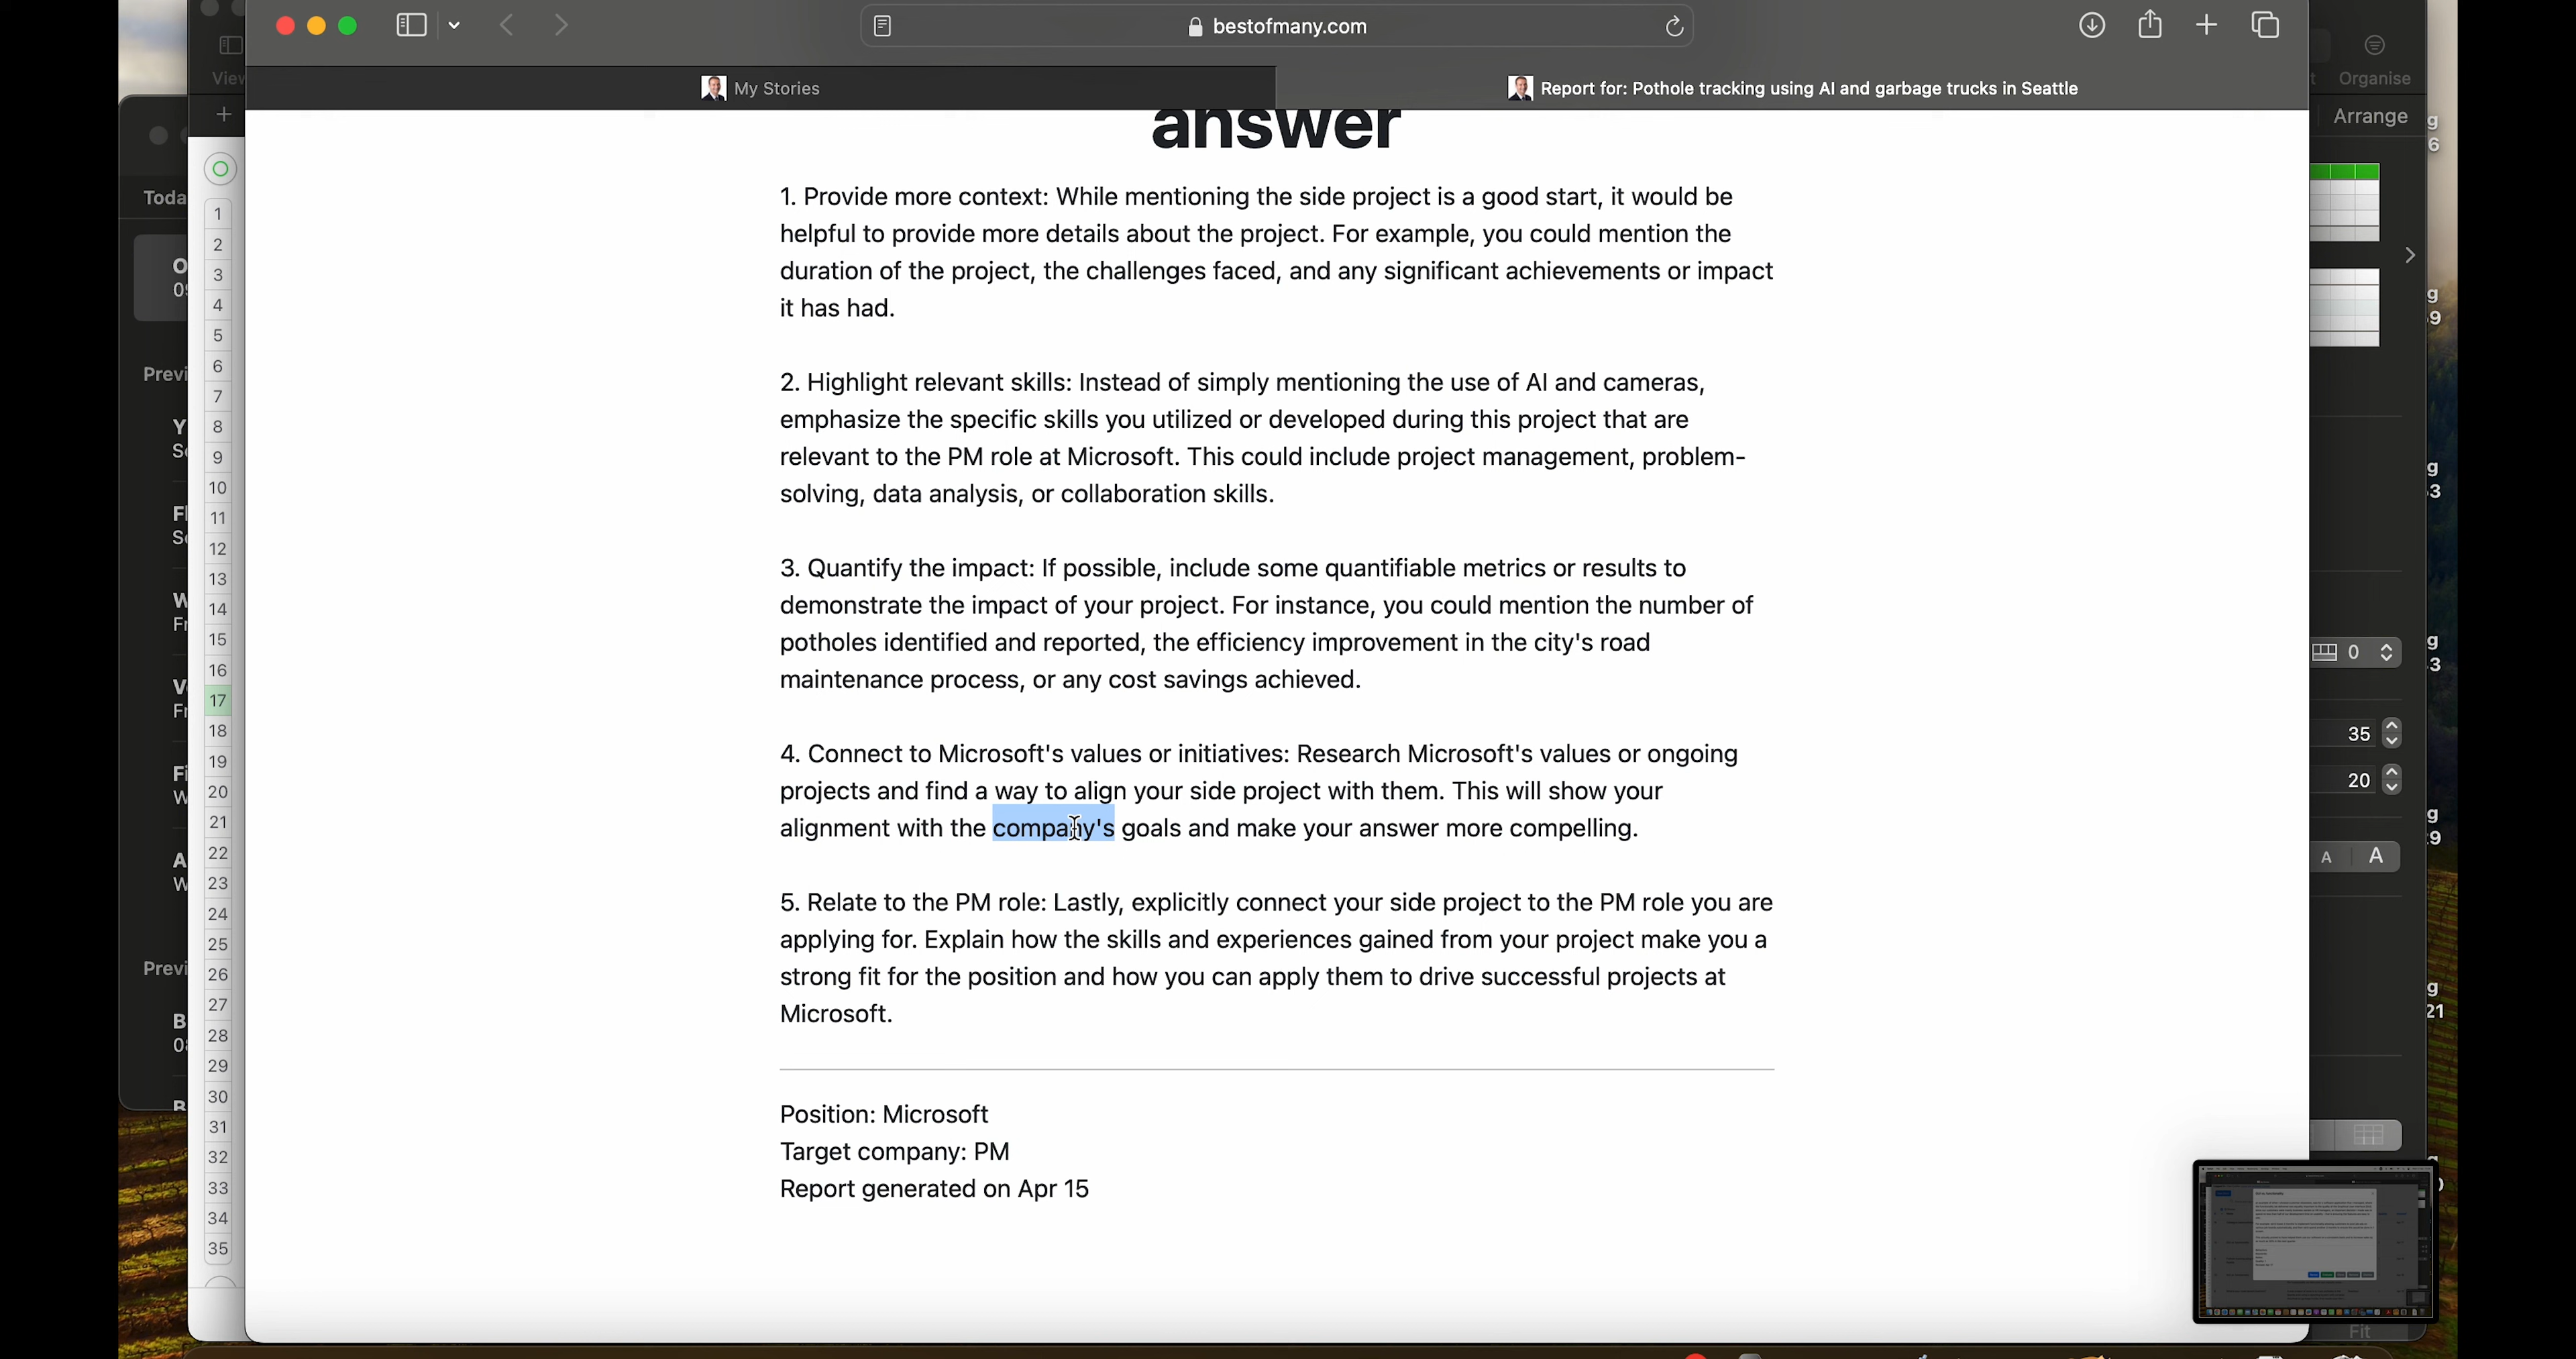 bestofmany.com
View
Organise
My Stories
Report for: Pothole tracking using AI and garbage trucks in Seattle
Arrange
answer
1. Provide more context: While mentioning the side project is a good start, it would be
helpful to provide more details about the project. For example, you could mention the
duration of the project, the challenges faced, and any significant achievements or impact
it has had.
2. Highlight relevant skills: Instead of simply mentioning the use of AI and cameras,
emphasize the specific skills you utilized or developed during this project that are
relevant to the PM role at Microsoft. This could include project management, problem-
solving, data analysis, or collaboration skills.
3. Quantify the impact: If possible, include some quantifiable metrics or results to
demonstrate the impact of your project. For instance, you could mention the number of
potholes identified and reported, the efficiency improvement in the city's road
maintenance process, or any cost savings achieved.
4. Connect to Microsoft's values or initiatives: Research Microsoft's values or ongoing
projects and find a way to align your side project with them. This will show your
alignment with the company's goals and make your answer more compelling.
5. Relate to the PM role: Lastly, explicitly connect your side project to the PM role you are
applying for. Explain how the skills and experiences gained from your project make you a
strong fit for the position and how you can apply them to drive successful projects at
Microsoft.
Position: Microsoft
Target company: PM
Report generated on Apr 15
1
2
3
4
5
6
7
8
9
10
11
12
13
14
15
16
17
18
19
20
21
22
23
24
25
26
27
28
29
30
31
32
33
34
35
0
35
20
A A
Fit